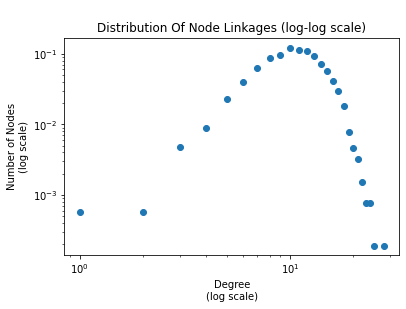 Distribution Of Node Linkages (log-log scale)
10⁻¹
10⁻²
10⁻³
Number of Nodes
(log scale)
10⁰
10¹
Degree
(log scale)